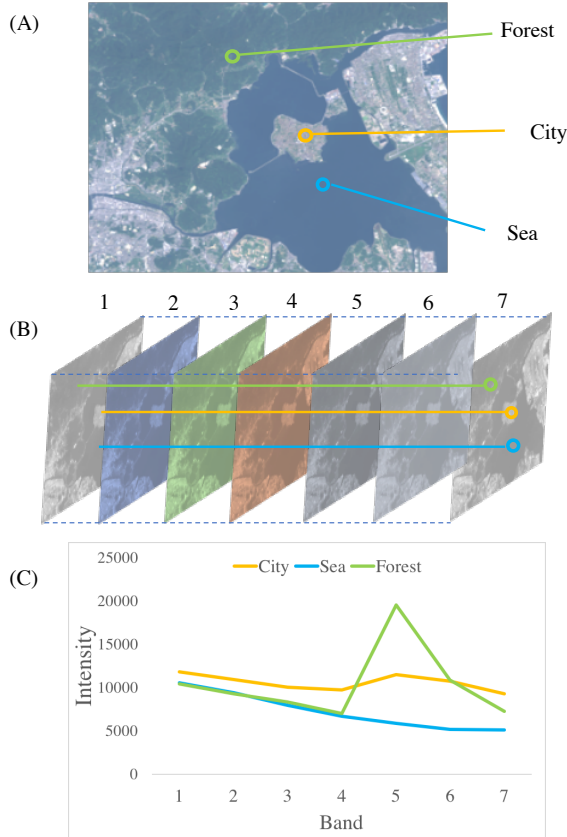 (A)
Forest
City
Sea
(B)
1 2 3 4 5 6 7
(C)
City Sea Forest
25000
20000
15000
10000
5000
0
Intensity
1 2 3 4 5 6 7
Band